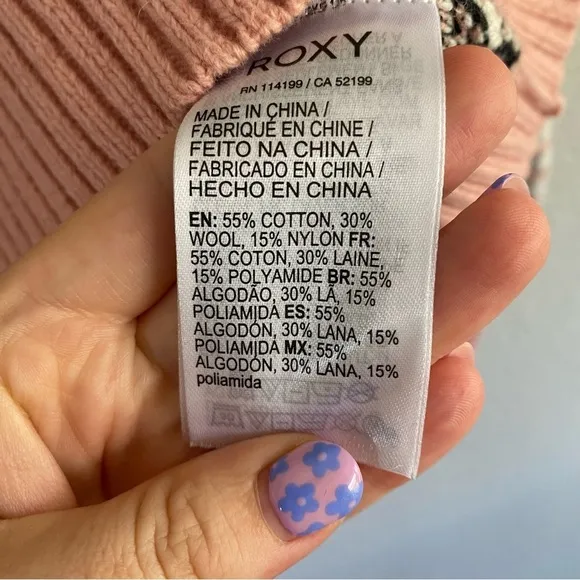 ROXY
RN 114199 / CA 52199
MADE IN CHINA /
FABRIQUÉ EN CHINE /
FEITO NA CHINA /
FABRICADO EN CHINA /
HECHO EN CHINA
EN: 55% COTTON, 30%
WOOL, 15% NYLON FR:
55% COTON, 30% LAINE,
15% POLYAMIDE BR: 55%
ALGODÃO, 30% LÃ, 15%
POLIAMIDA ES: 55%
ALGODÓN, 30% LANA, 15%
POLIAMIDA MX: 55%
ALGODÓN, 30% LANA, 15%
poliamida